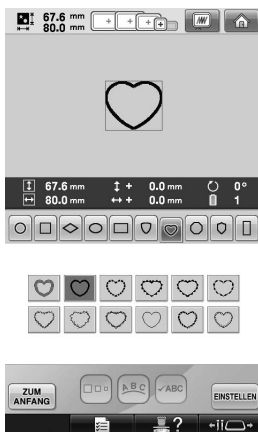 67.6 mm
80.0 mm
67.6 mm + 0.0 mm 0°
80.0 mm + 0.0 mm 1
ZUM
ANFANG
ABC
ABC
EINSTELLEN
?